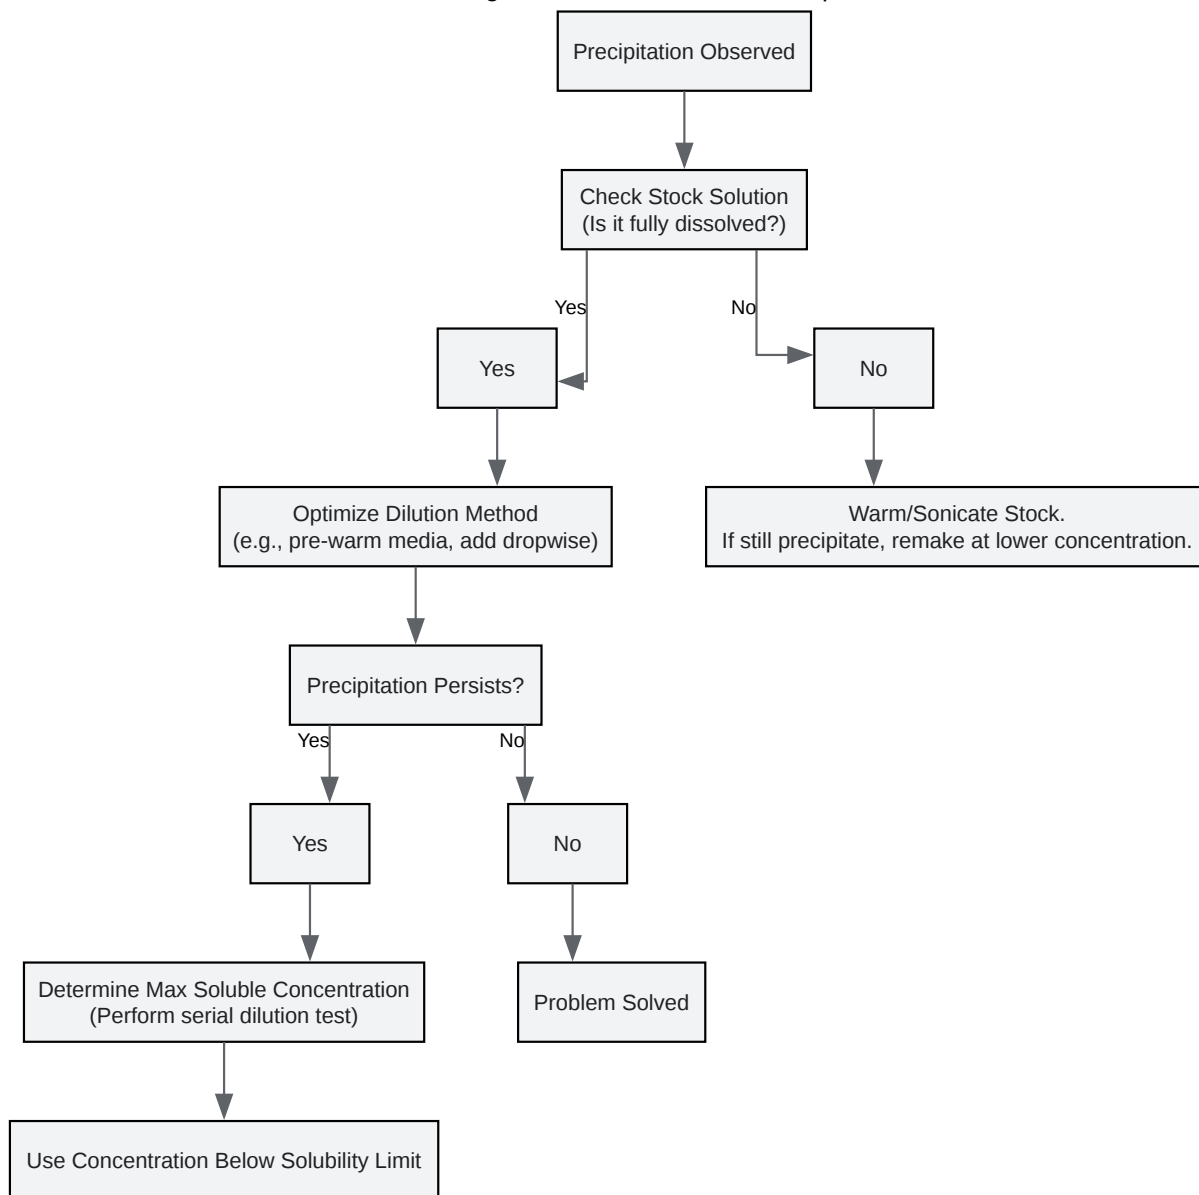 Precipitation Observed
Check Stock Solution
(Is it fully dissolved?)
Yes
No
Yes
No
Optimize Dilution Method
(e.g., pre-warm media, add dropwise)
Warm/Sonicate Stock.
If still precipitate, remake at lower concentration.
Precipitation Persists?
Yes
No
Yes
No
Determine Max Soluble Concentration
(Perform serial dilution test)
Problem Solved
Use Concentration Below Solubility Limit